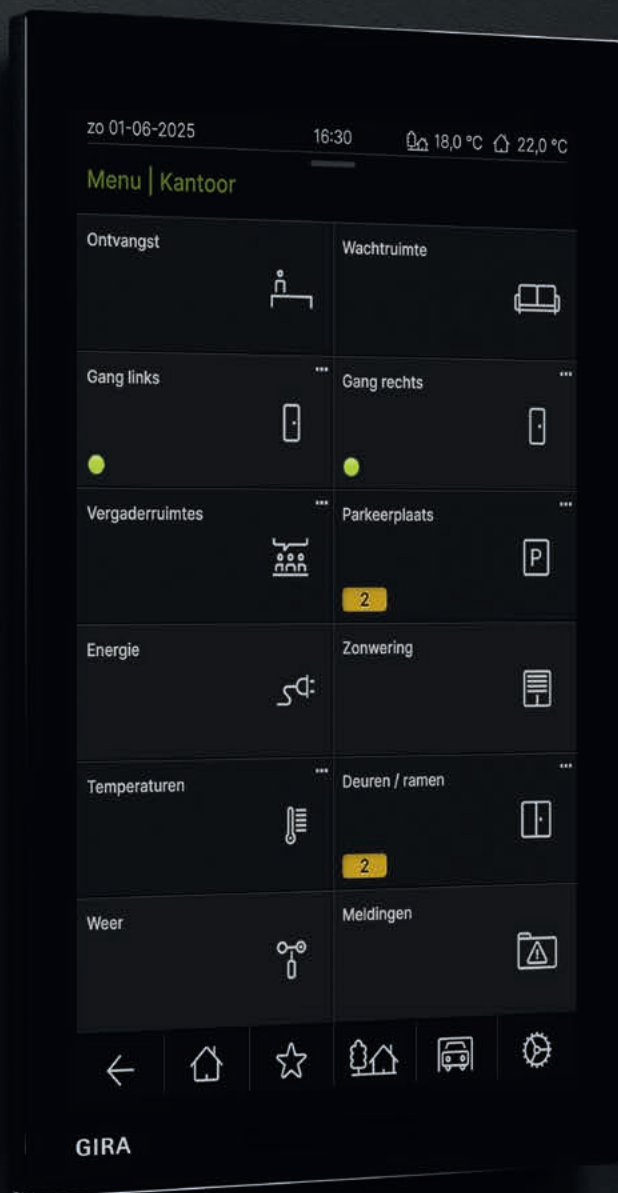 zo 01-06-2025 16:30 18,0 °C 22,0 °C
Menu | Kantoor
Ontvangst
Wachtruimte
Gang links
Gang rechts
Vergaderruimtes
Parkeerplaats
P
2
Energie
Zonwering
Temperaturen
Deuren / ramen
2
Weer
Meldingen
GIRA